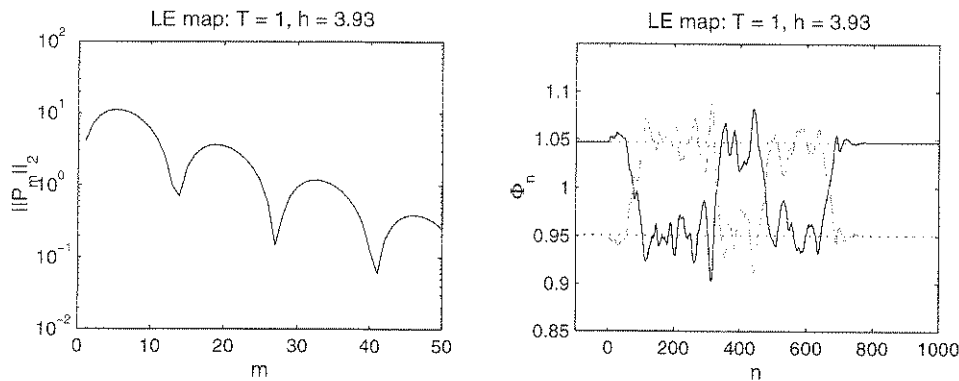 LE map: T = 1, h = 3.93
10^2
10^1
10^0
10^-1
10^-2
||P_m||_2
0 10 20 30 40 50
m
LE map: T = 1, h = 3.93
1.1
1.05
1
0.95
0.9
0.85
Φ_n
0 200 400 600 800 1000
n